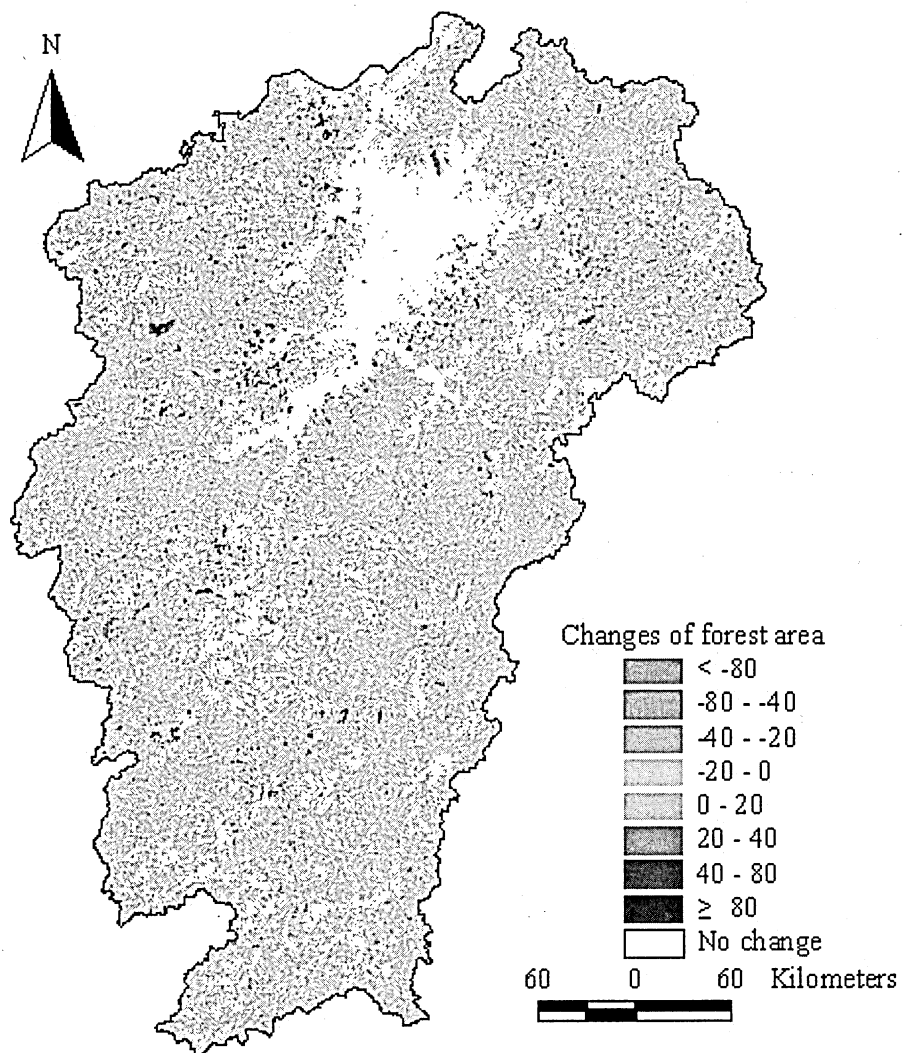 N
Changes of forest area
< -80
-80 - -40
-40 - -20
-20 - 0
0 - 20
20 - 40
40 - 80
≥ 80
No change
60 0 60 Kilometers